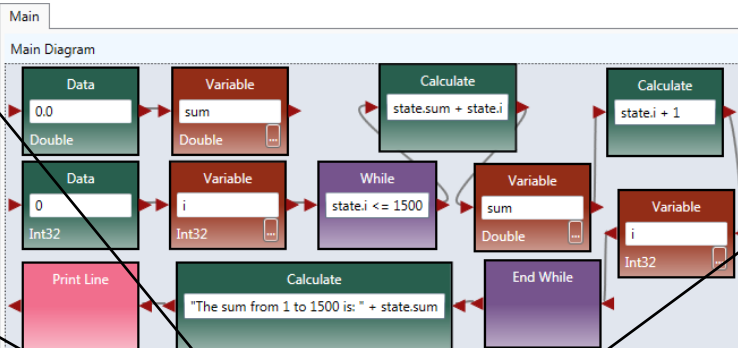 Main
Main Diagram
Data
0.0
Double
Variable
sum
Double
...
Calculate
state.sum + state.i
Calculate
state.i + 1
Data
0
Int32
Variable
i
Int32
...
While
state.i <= 1500
Variable
sum
Double
...
Variable
i
Int32
...
Print Line
Calculate
"The sum from 1 to 1500 is: " + state.sum
End While